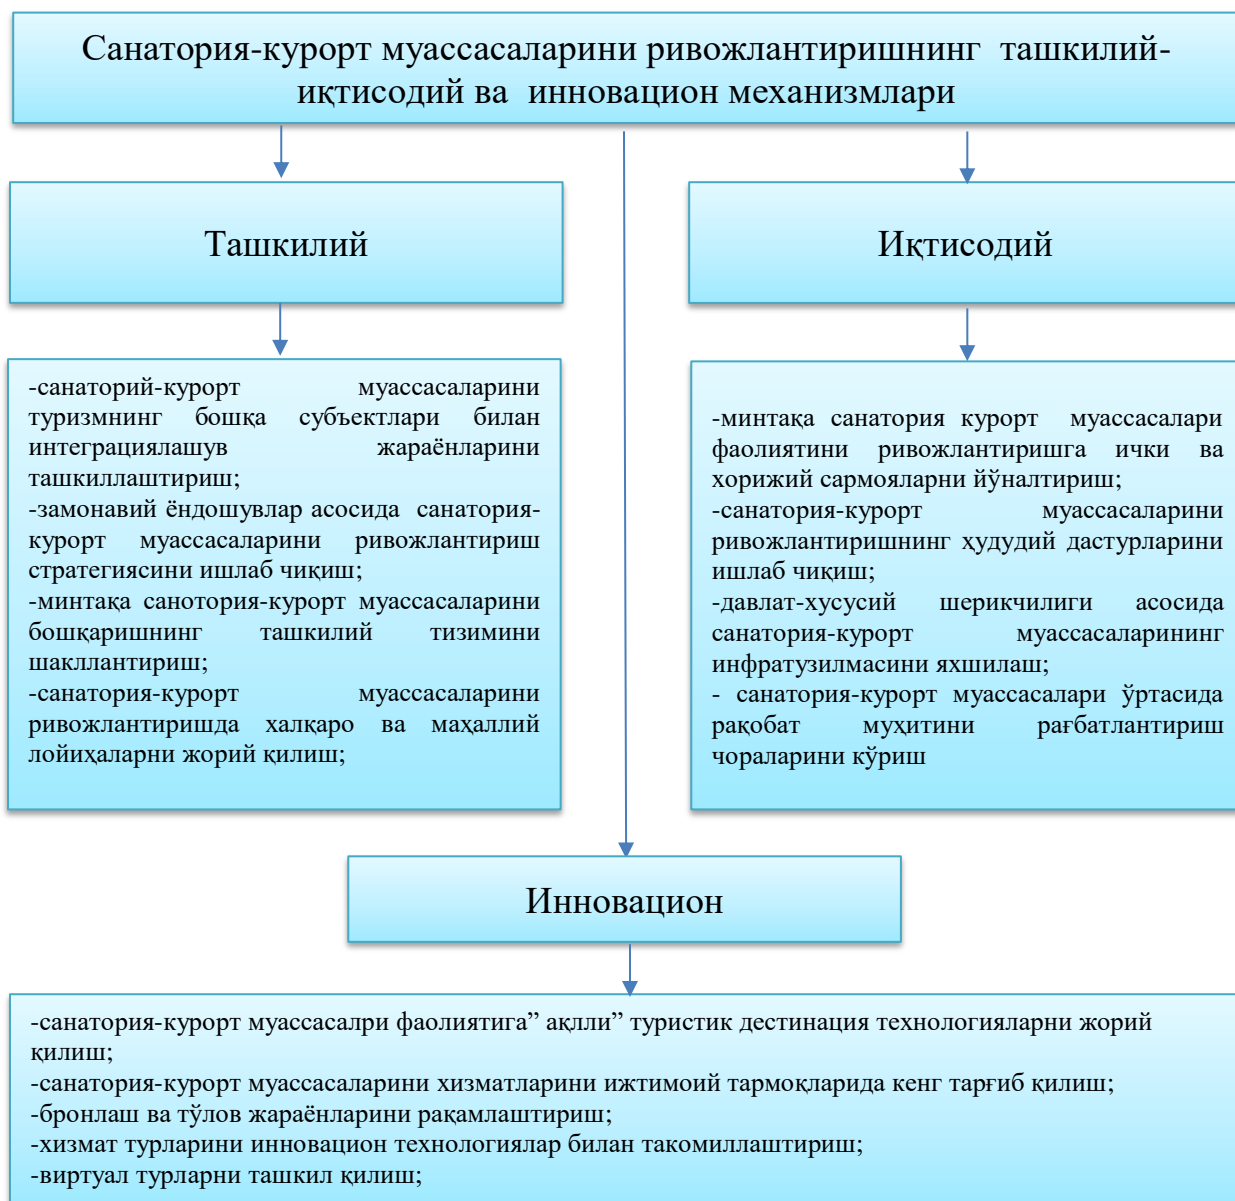 Санатория-курорт муассасаларини ривожлантиришнинг ташкилий-
иқтисодий ва инновацион механизмлари
Ташкилий
Иқтисодий
-санаторий-курорт муассасаларини
туризмнинг бошқа субъектлари билан
интеграциялашув жараёнларини
ташкиллаштириш;
-замонавий ёндошувлар асосида санатория-
курорт муассасаларини ривожлантириш
стратегиясини ишлаб чиқиш;
-минтақа санотория-курорт муассасаларини
бошқаришнинг ташкилий тизимини
шакллантириш;
-санатория-курорт муассасаларини
ривожлантиришда халқаро ва маҳаллий
лойиҳаларни жорий қилиш;
-минтақа санатория курорт муассасалари
фаолиятини ривожлантиришга ички ва
хорижий сармояларни йўналтириш;
-санатория-курорт муассасаларини
ривожлантиришнинг ҳудудий дастурларини
ишлаб чиқиш;
-давлат-хусусий шерикчилиги асосида
санатория-курорт муассасаларининг
инфратузилмасини яхшилаш;
- санатория-курорт муассасалари ўртасида
рақобат муҳитини рағбатлантириш
чораларини кўриш
Инновацион
-санатория-курорт муассасалри фаолиятига” ақлли” туристик дестинация технологияларни жорий
қилиш;
-санатория-курорт муассасаларини хизматларини ижтимоий тармоқларида кенг тарғиб қилиш;
-бронлаш ва тўлов жараёнларини рақамлаштириш;
-хизмат турларини инновацион технологиялар билан такомиллаштириш;
-виртуал турларни ташкил қилиш;